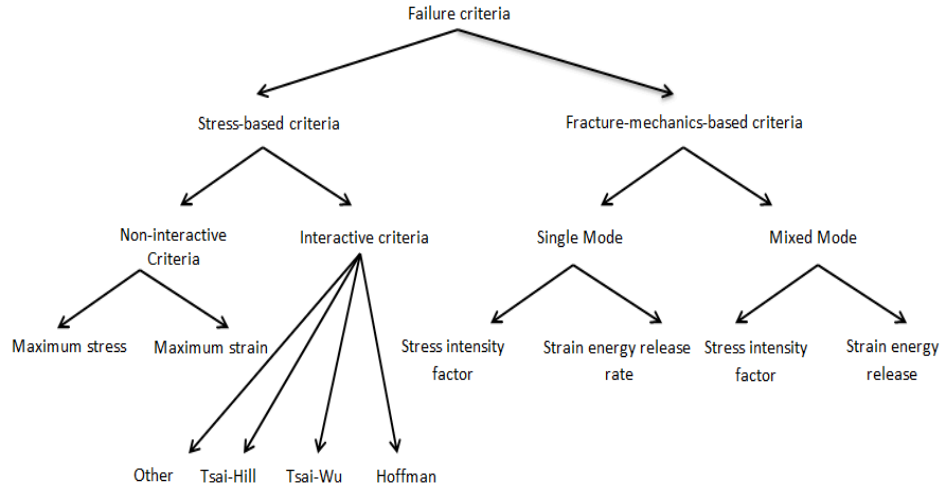 Failure criteria
Stress-based criteria
Fracture-mechanics-based criteria
Non-interactive
Criteria
Interactive criteria
Single Mode
Mixed Mode
Maximum stress
Maximum strain
Stress intensity
factor
Strain energy release
rate
Stress intensity
factor
Strain energy
release
Other
Tsai-Hill
Tsai-Wu
Hoffman